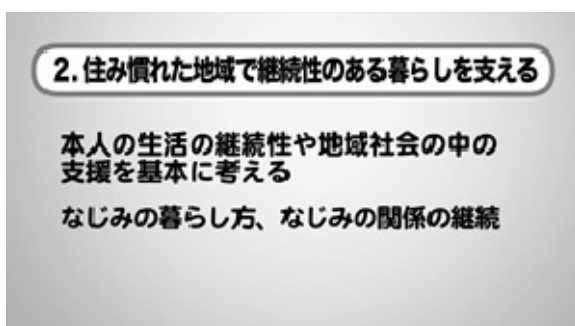 2.住み慣れた地域で継続性のある暮らしを支える
本人の生活の継続性や地域社会の中の
支援を基本に考える
なじみの暮らし方、なじみの関係の継続